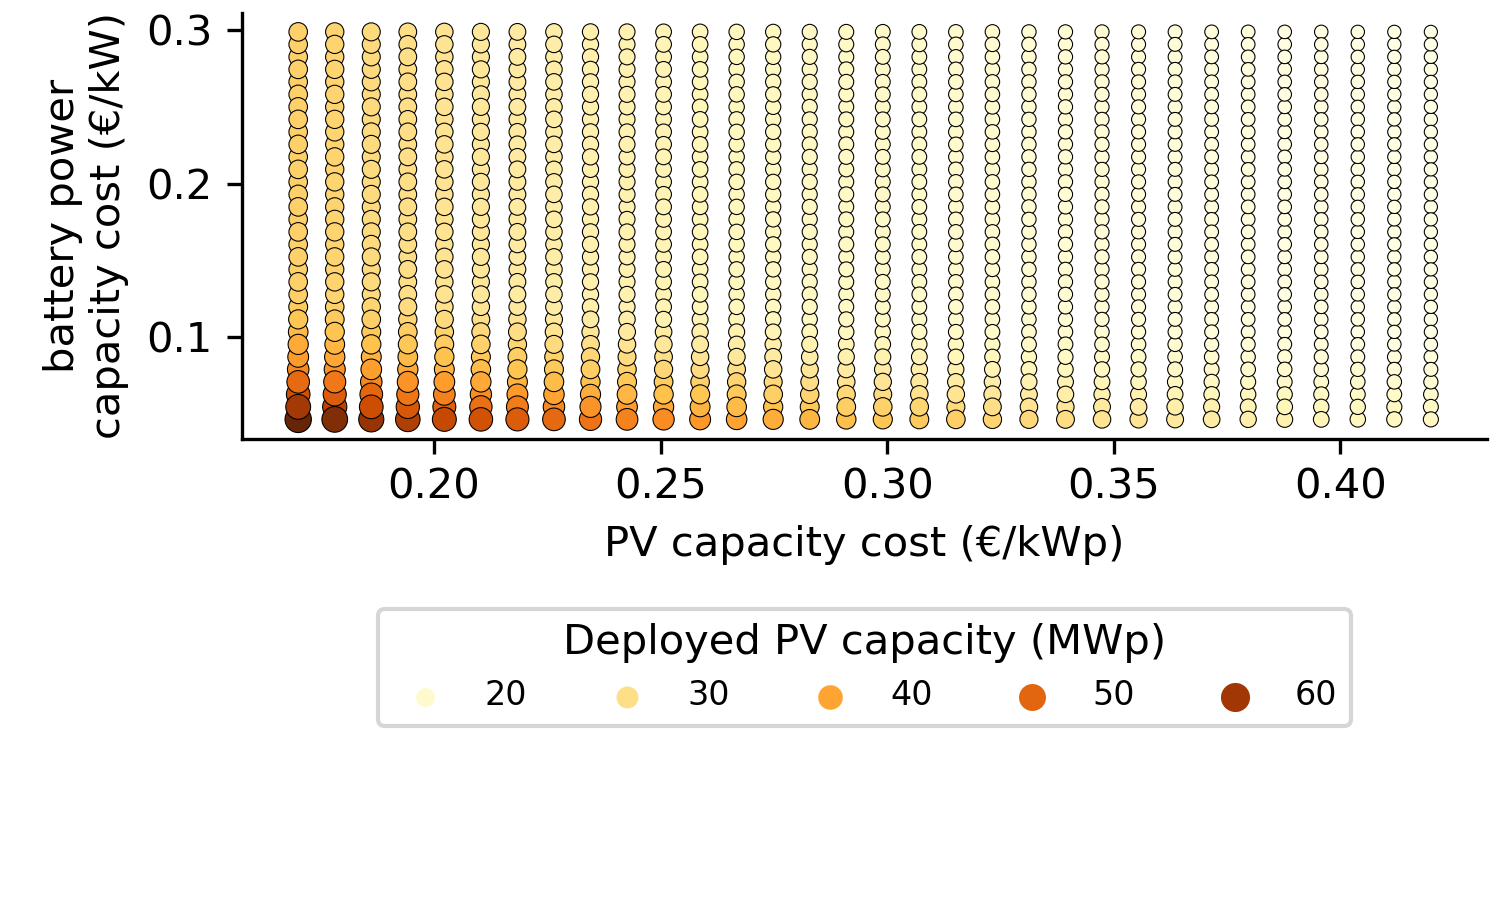 battery power
capacity cost (€/kW)
0.3
0.2
0.1
0.20 0.25 0.30 0.35 0.40
PV capacity cost (€/kWp)
Deployed PV capacity (MWp)
20 30 40 50 60